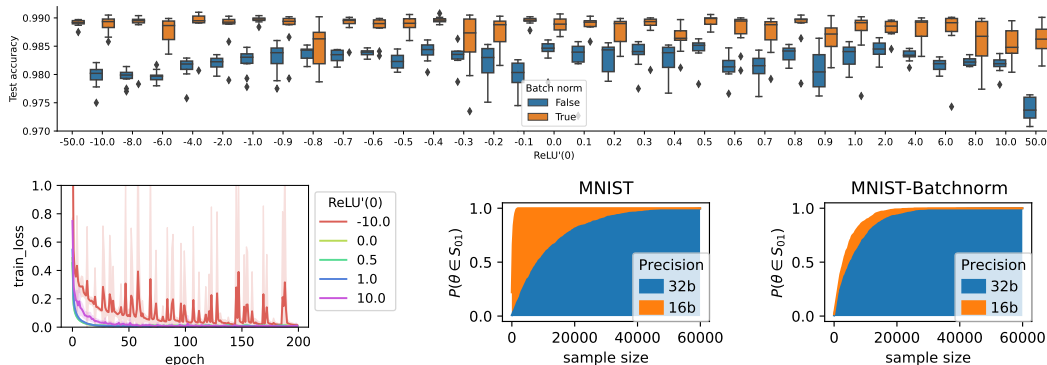 0.990
0.985
0.980
0.975
0.970
Test accuracy
Batch norm
False
True
-50.0 -10.0 -8.0 -6.0 -4.0 -2.0 -1.0 -0.9 -0.8 -0.7 -0.6 -0.5 -0.4 -0.3 -0.2 -0.1 0.0 0.1 0.2 0.3 0.4 0.5 0.6 0.7 0.8 0.9 1.0 2.0 4.0 6.0 8.0 10.0 50.0
ReLU'(0)
1.0
0.8
0.6
0.4
0.2
0.0
train_loss
0 50 100 150 200
epoch
ReLU'(0)
-10.0
0.0
0.5
1.0
10.0
MNIST
1.0
0.5
0.0
P(θ ∈ S₀₁)
Precision
32b
16b
0 20000 40000 60000
sample size
MNIST-Batchnorm
1.0
0.5
0.0
P(θ ∈ S₀₁)
Precision
32b
16b
0 20000 40000 60000
sample size